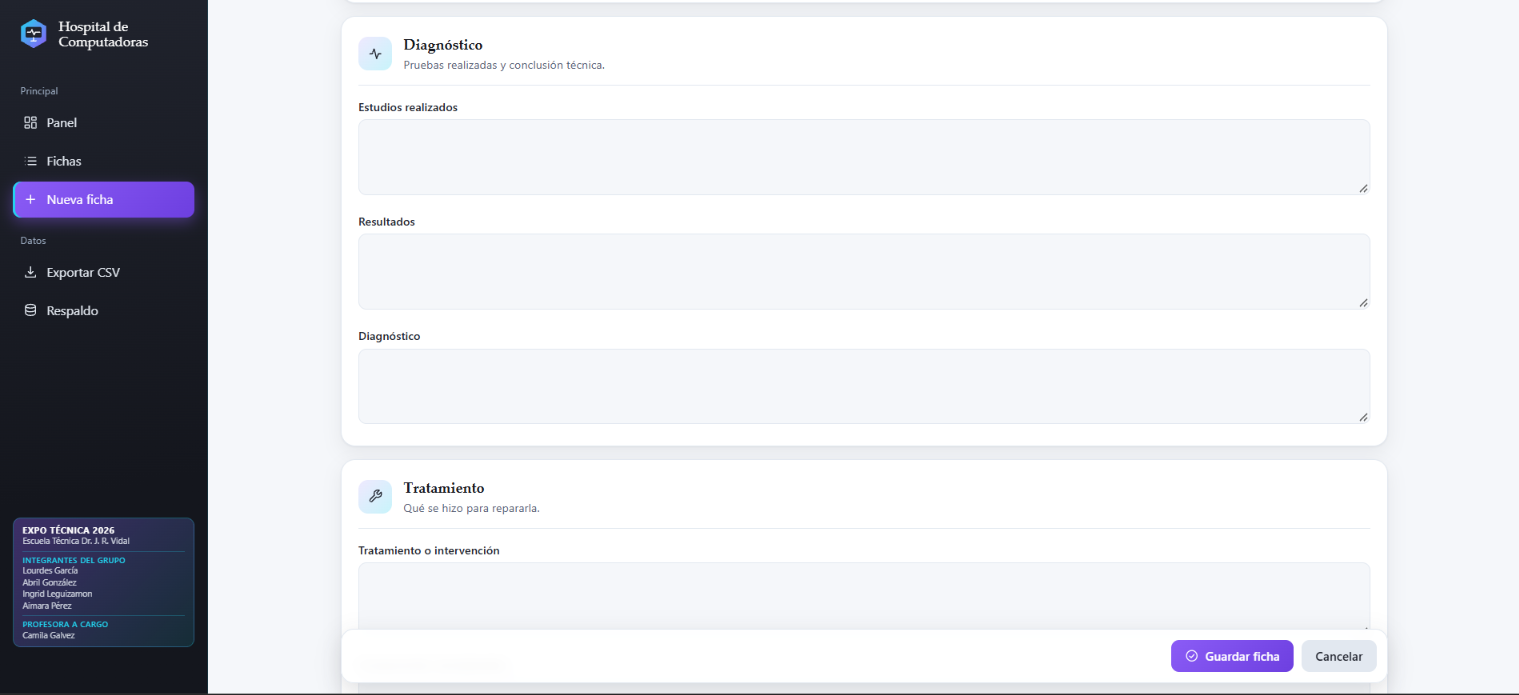 Hospital de
Computadoras
Principal
Panel
Fichas
Nueva ficha
Datos
Exportar CSV
Respaldo
EXPO TÉCNICA 2026
Escuela Técnica Dr. J. R. Vidal
INTEGRANTES DEL GRUPO
Lourdes García
Abril González
Ingrid Leguizamon
Aimara Pérez
PROFESORA A CARGO
Camila Galvez
Diagnóstico
Pruebas realizadas y conclusión técnica.
Estudios realizados
Resultados
Diagnóstico
Tratamiento
Qué se hizo para repararla.
Tratamiento o intervención
Guardar ficha
Cancelar